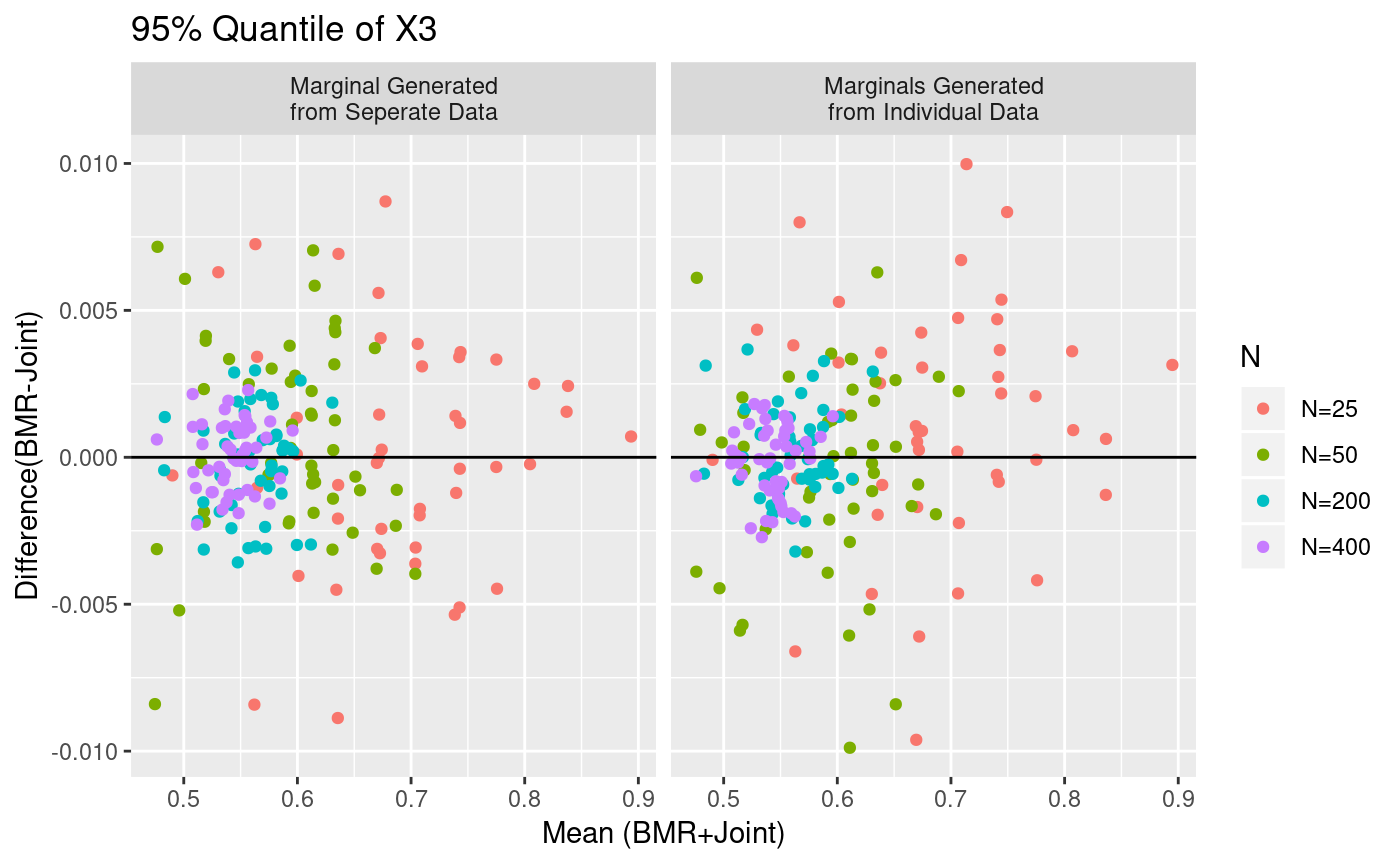 95% Quantile of X3
Marginal Generated
from Seperate Data
Marginals Generated
from Individual Data
Difference(BMR-Joint)
0.010
0.005
0.000
-0.005
-0.010
0.5 0.6 0.7 0.8 0.9
0.5 0.6 0.7 0.8 0.9
Mean (BMR+Joint)
N
N=25
N=50
N=200
N=400